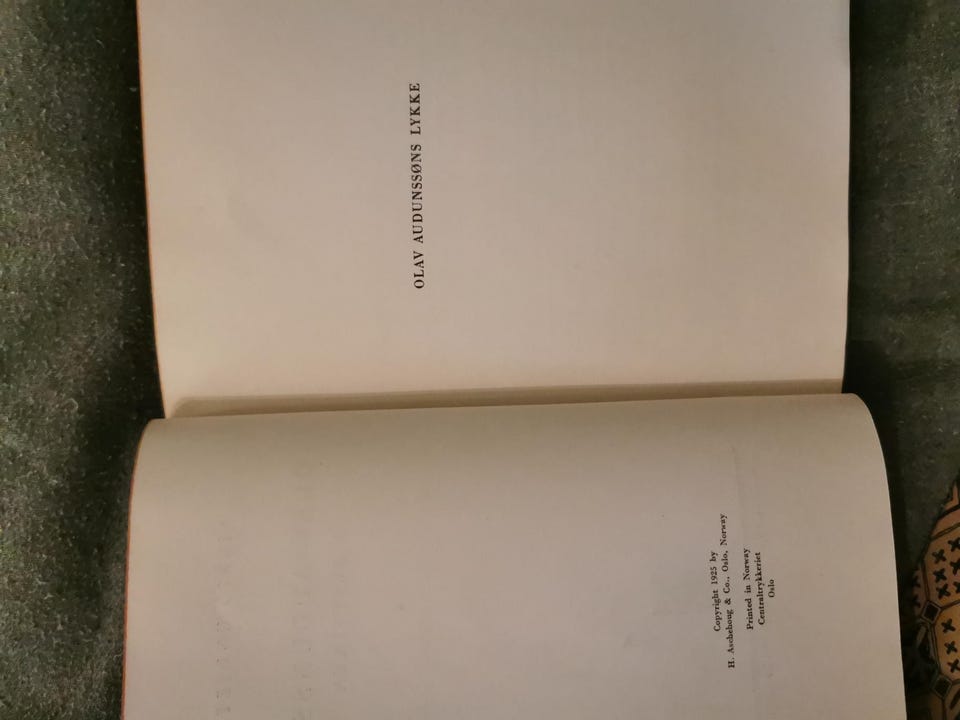 Copyright 1925 by
H. Aschehoug & Co., Oslo, Norway
Printed in Norway
Centraltrykkeriet
Oslo
OLAV AUDUNSSØNS LYKKE